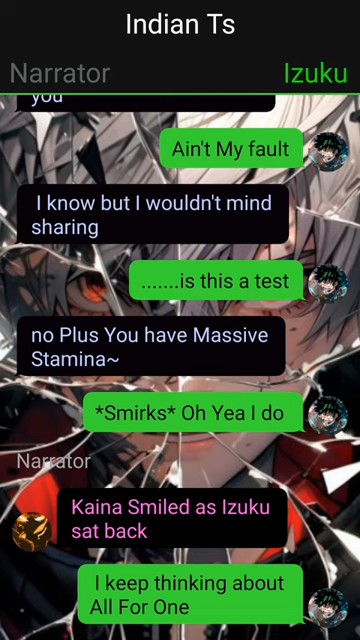 Indian Ts
Narrator
Izuku
you
Ain't My fault
I know but I wouldn't mind
sharing
.......is this a test
no Plus You have Massive
Stamina~
*Smirks* Oh Yea I do
Narrator
Kaina Smiled as Izuku
sat back
I keep thinking about
All For One